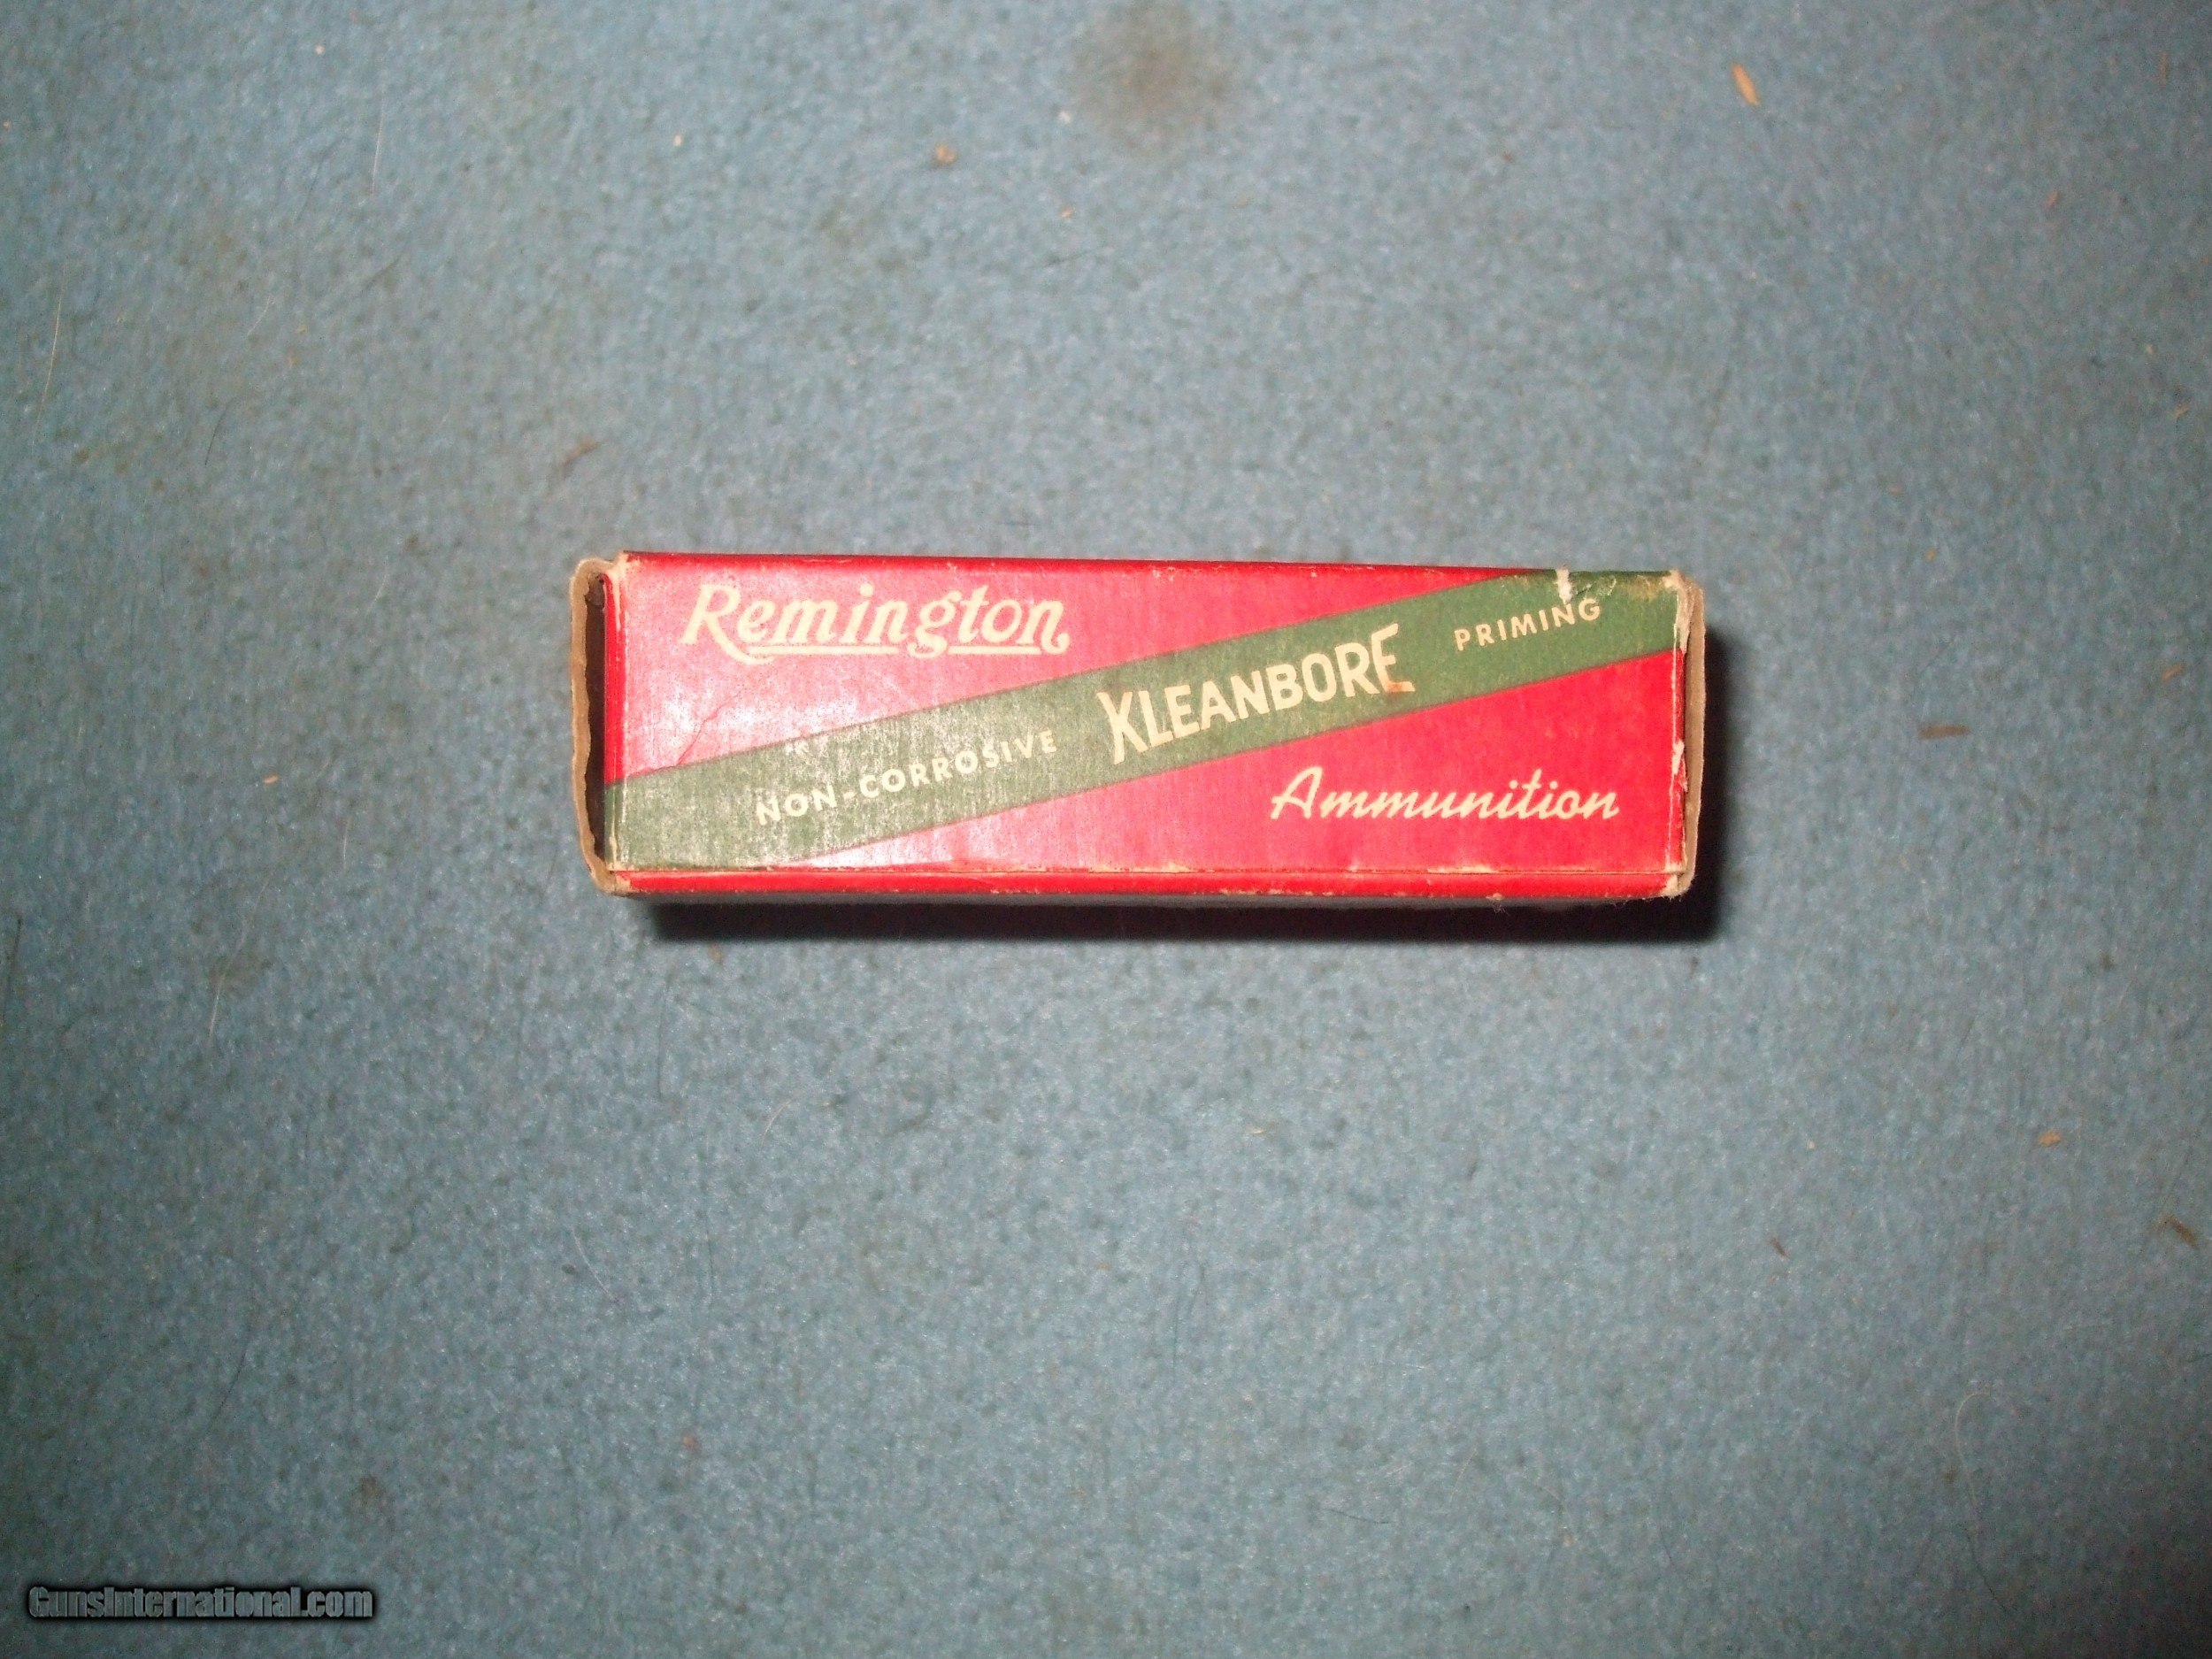 Remington
NON-CORROSIVE KLEANBORE PRIMING
Ammunition
GunsInternational.com